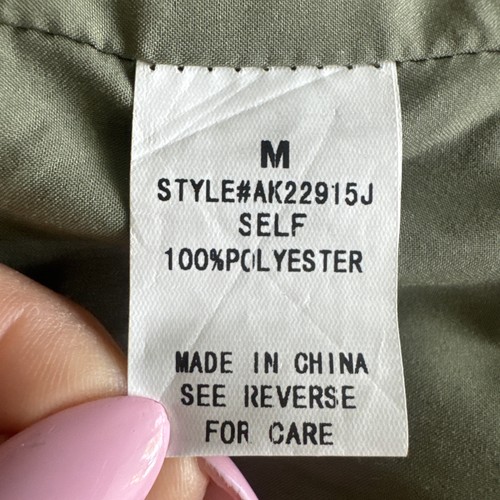 M
STYLE#AK22915J
SELF
100%POLYESTER
MADE IN CHINA
SEE REVERSE
FOR CARE